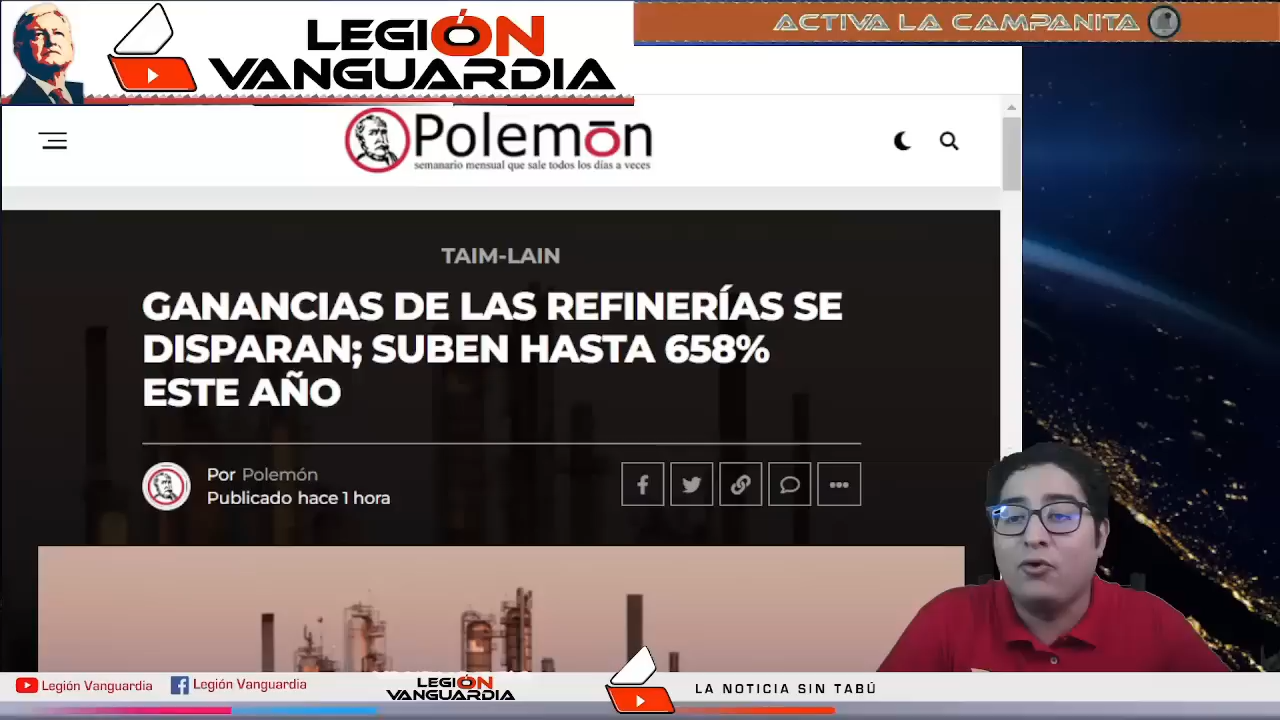 LEGIÓN
VANGUARDIA
ACTIVA LA CAMPANITA
Polemōn
semanario mensual que sale todos los días a veces
TAIM-LAIN
GANANCIAS DE LAS REFINERÍAS SE
DISPARAN; SUBEN HASTA 658%
ESTE AÑO
Por Polemón
Publicado hace 1 hora
Legión Vanguardia
Legión Vanguardia
LEGIÓN
VANGUARDIA
LA NOTICIA SIN TABÚ